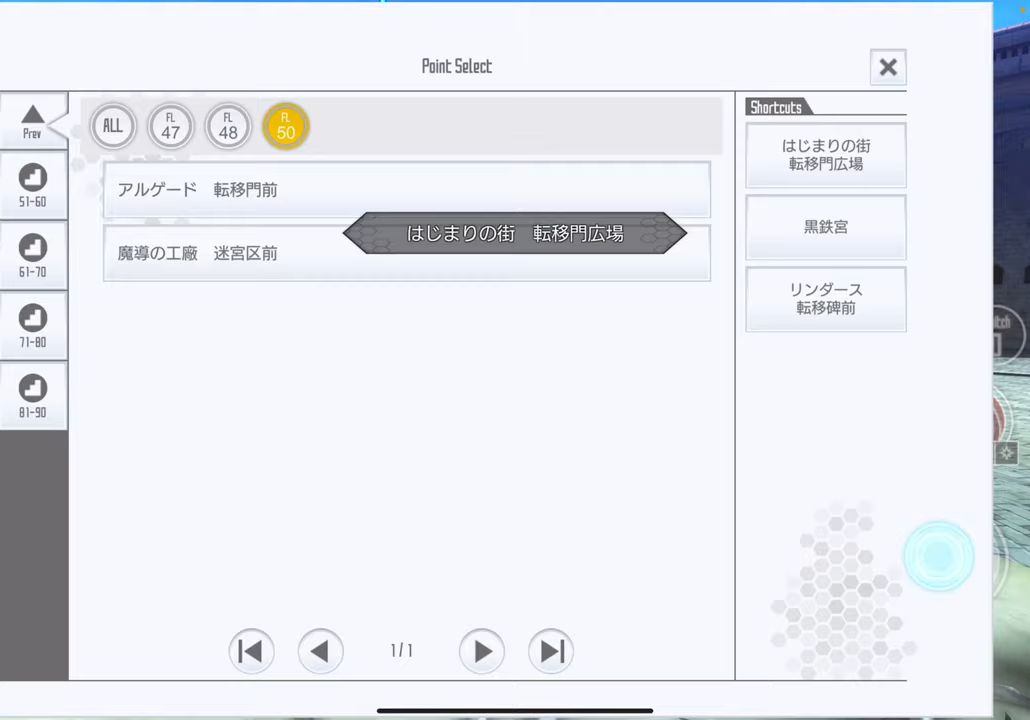 Point Select
Prev
51-60
61-70
71-80
81-90
ALL
FL
47
FL
48
FL
50
アルゲード 転移門前
魔導の工廠 迷宮区前
はじまりの街 転移門広場
1/1
Shortcuts
はじまりの街
転移門広場
黒鉄宮
リンダース
転移碑前